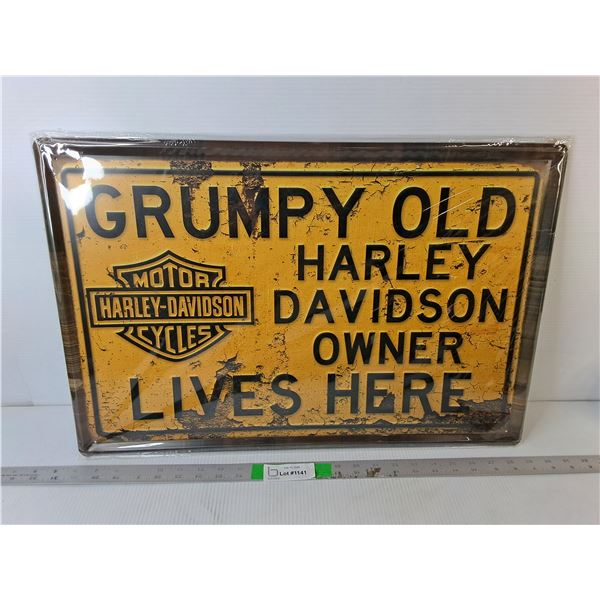 GRUMPY OLD
HARLEY
DAVIDSON
OWNER
LIVES HERE
MOTOR
HARLEY-DAVIDSON
CYCLES
Lot #1141